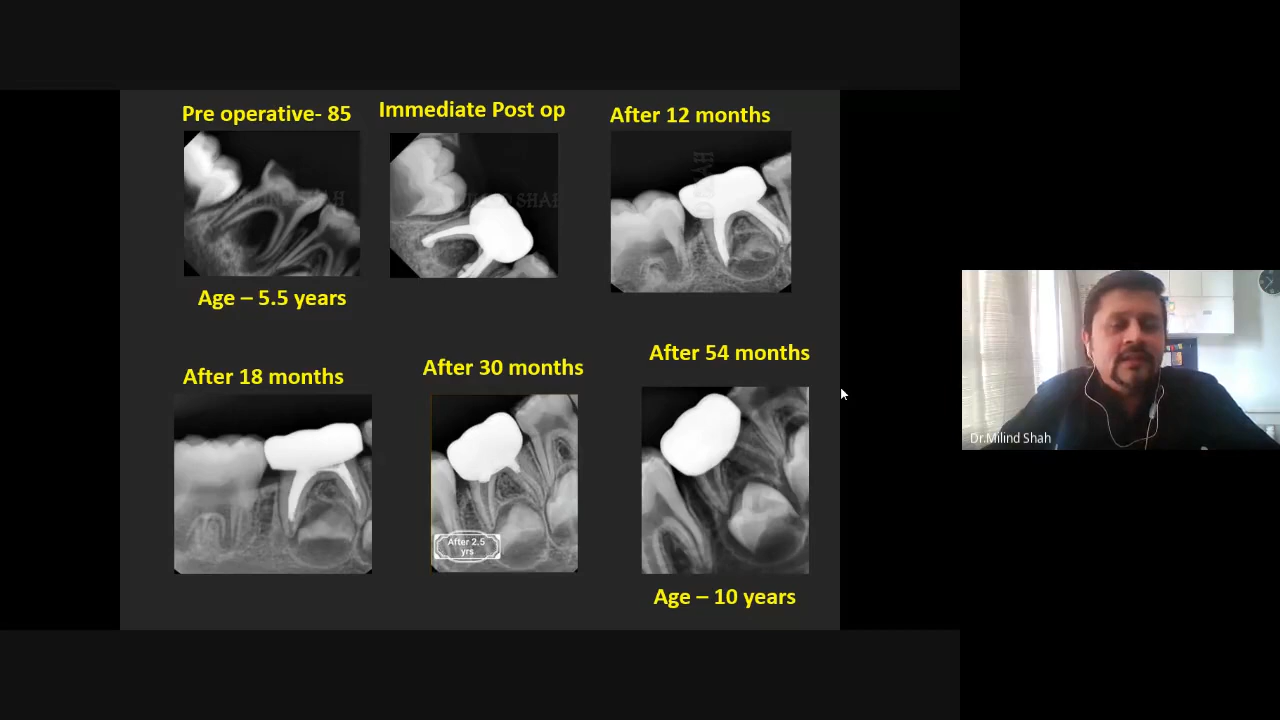 Pre operative- 85
Immediate Post op
After 12 months
Age – 5.5 years
After 18 months
After 30 months
After 54 months
After 2.5
yrs
Age – 10 years
Dr.Milind Shah